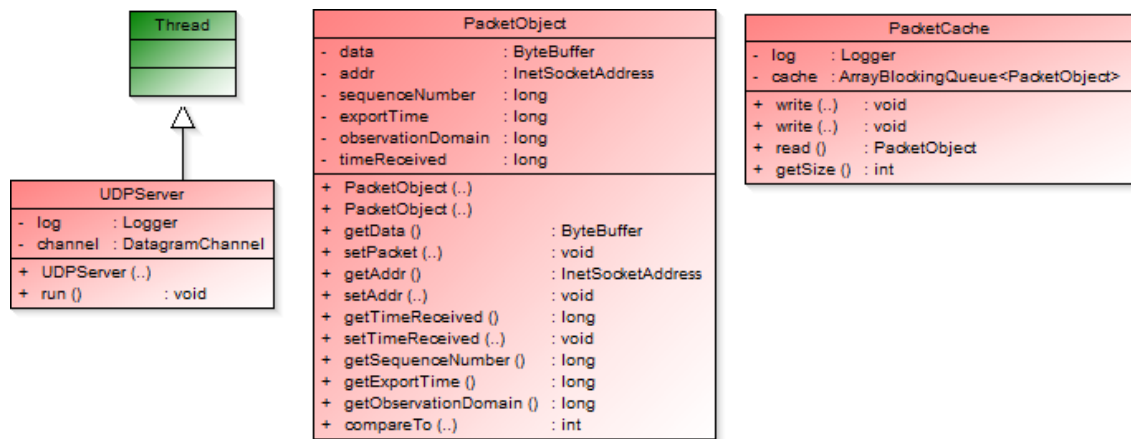 Thread
UDPServer
- log : Logger
- channel : DatagramChannel
+ UDPServer (..)
+ run () : void
PacketObject
- data : ByteBuffer
- addr : InetSocketAddress
- sequenceNumber : long
- exportTime : long
- observationDomain : long
- timeReceived : long
+ PacketObject (..)
+ PacketObject (..)
+ getData () : ByteBuffer
+ setPacket (..) : void
+ getAddr () : InetSocketAddress
+ setAddr (..) : void
+ getTimeReceived () : long
+ setTimeReceived (..) : void
+ getSequenceNumber () : long
+ getExportTime () : long
+ getObservationDomain () : long
+ compareTo (..) : int
PacketCache
- log : Logger
- cache : ArrayBlockingQueue<PacketObject>
+ write (..) : void
+ write (..) : void
+ read () : PacketObject
+ getSize () : int